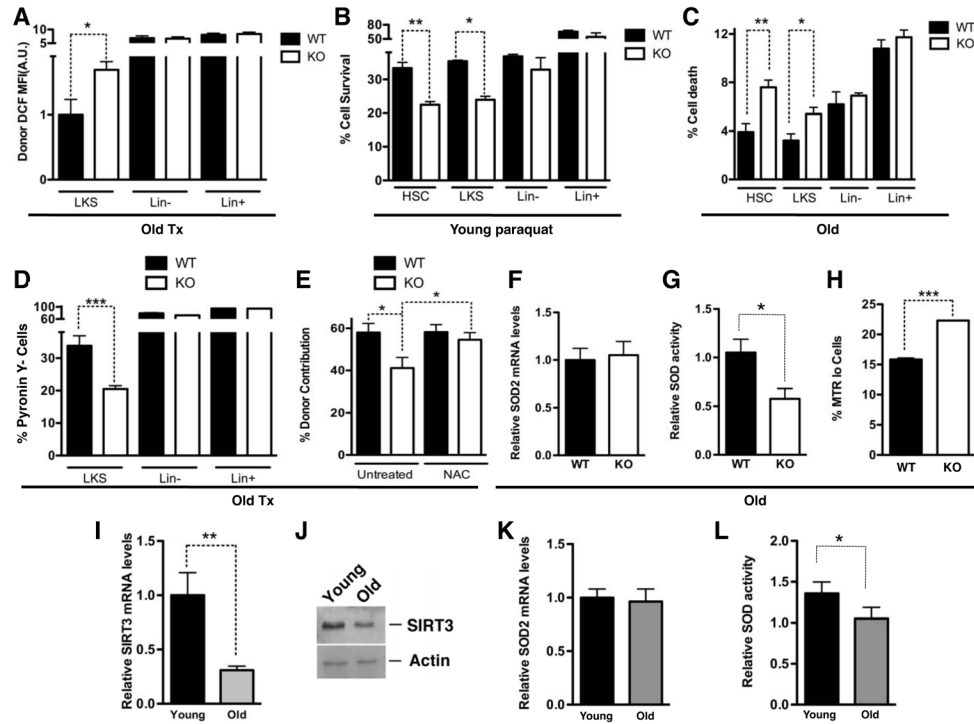 A
Donor DCF MFI(A.U.)
10
5
1
0
*
WT
KO
LKS
Lin-
Lin+
Old Tx
B
% Cell Survival
80
50
30
20
10
0
**
*
WT
KO
HSC
LKS
Lin-
Lin+
Young paraquat
C
% Cell death
12
8
4
0
**
*
WT
KO
HSC
LKS
Lin-
Lin+
Old
D
% Pyronin Y- Cells
100
60
30
20
10
0
***
WT
KO
LKS
Lin-
Lin+
E
% Donor Contribution
60
40
20
0
*
*
WT
KO
Untreated
NAC
Old Tx
F
Relative SOD2 mRNA levels
1.5
1.0
0.5
0.0
WT
KO
G
Relative SOD activity
1.5
1.0
0.5
0.0
*
WT
KO
H
% MTR lo Cells
25
20
15
10
5
0
***
WT
KO
Old
I
Relative SIRT3 mRNA levels
1.5
1.0
0.5
0.0
**
Young
Old
J
Young
Old
SIRT3
Actin
K
Relative SOD2 mRNA levels
1.5
1.0
0.5
0.0
Young
Old
L
Relative SOD activity
2.0
1.5
1.0
0.5
0.0
*
Young
Old